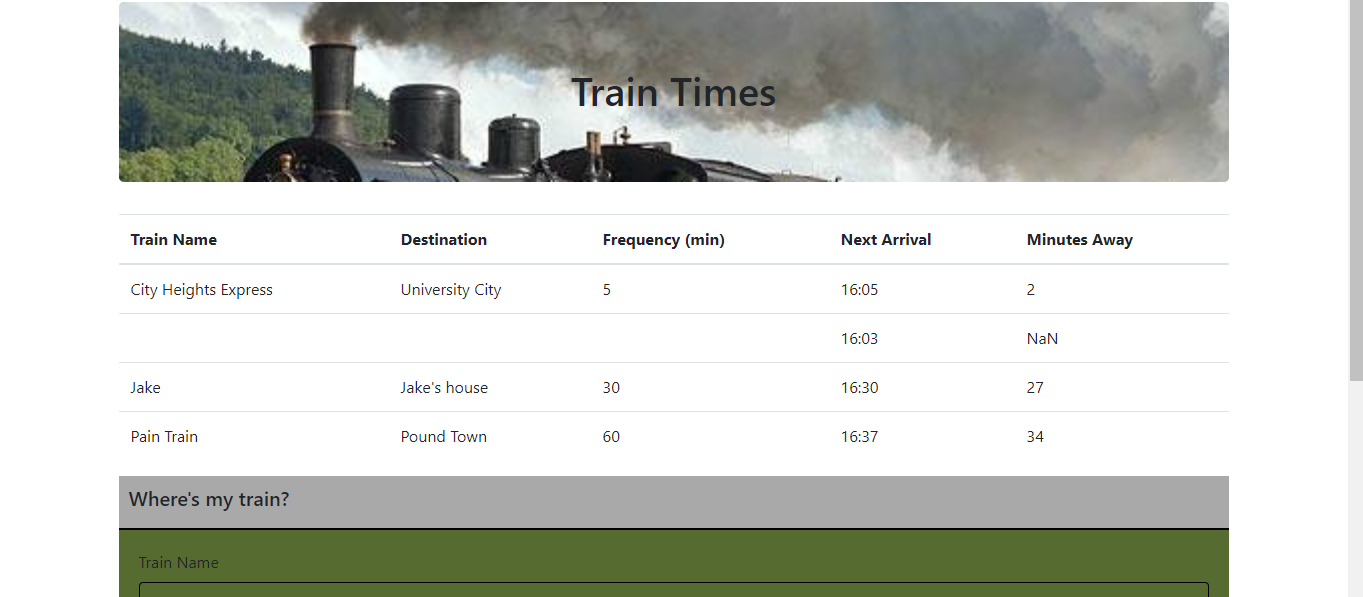 Train Times
Train Name Destination Frequency (min) Next Arrival Minutes Away
City Heights Express University City 5 16:05 2
16:03 NaN
Jake Jake's house 30 16:30 27
Pain Train Pound Town 60 16:37 34
Where's my train?
Train Name